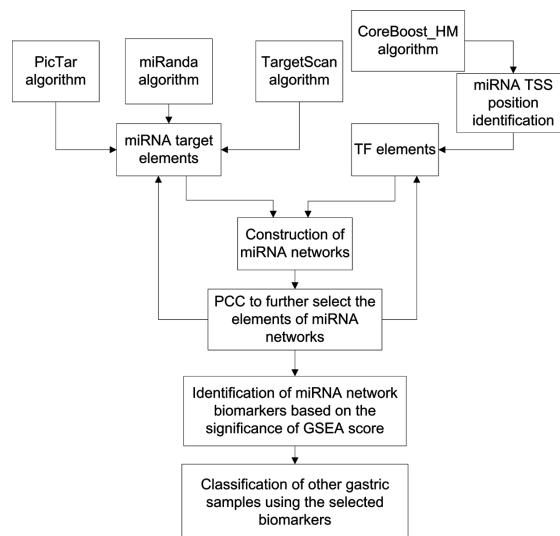 PicTar
algorithm
miRanda
algorithm
TargetScan
algorithm
CoreBoost_HM
algorithm
miRNA TSS
position
identification
miRNA target
elements
TF elements
Construction of
miRNA networks
PCC to further select the
elements of miRNA
networks
Identification of miRNA network
biomarkers based on the
significance of GSEA score
Classification of other gastric
samples using the selected
biomarkers